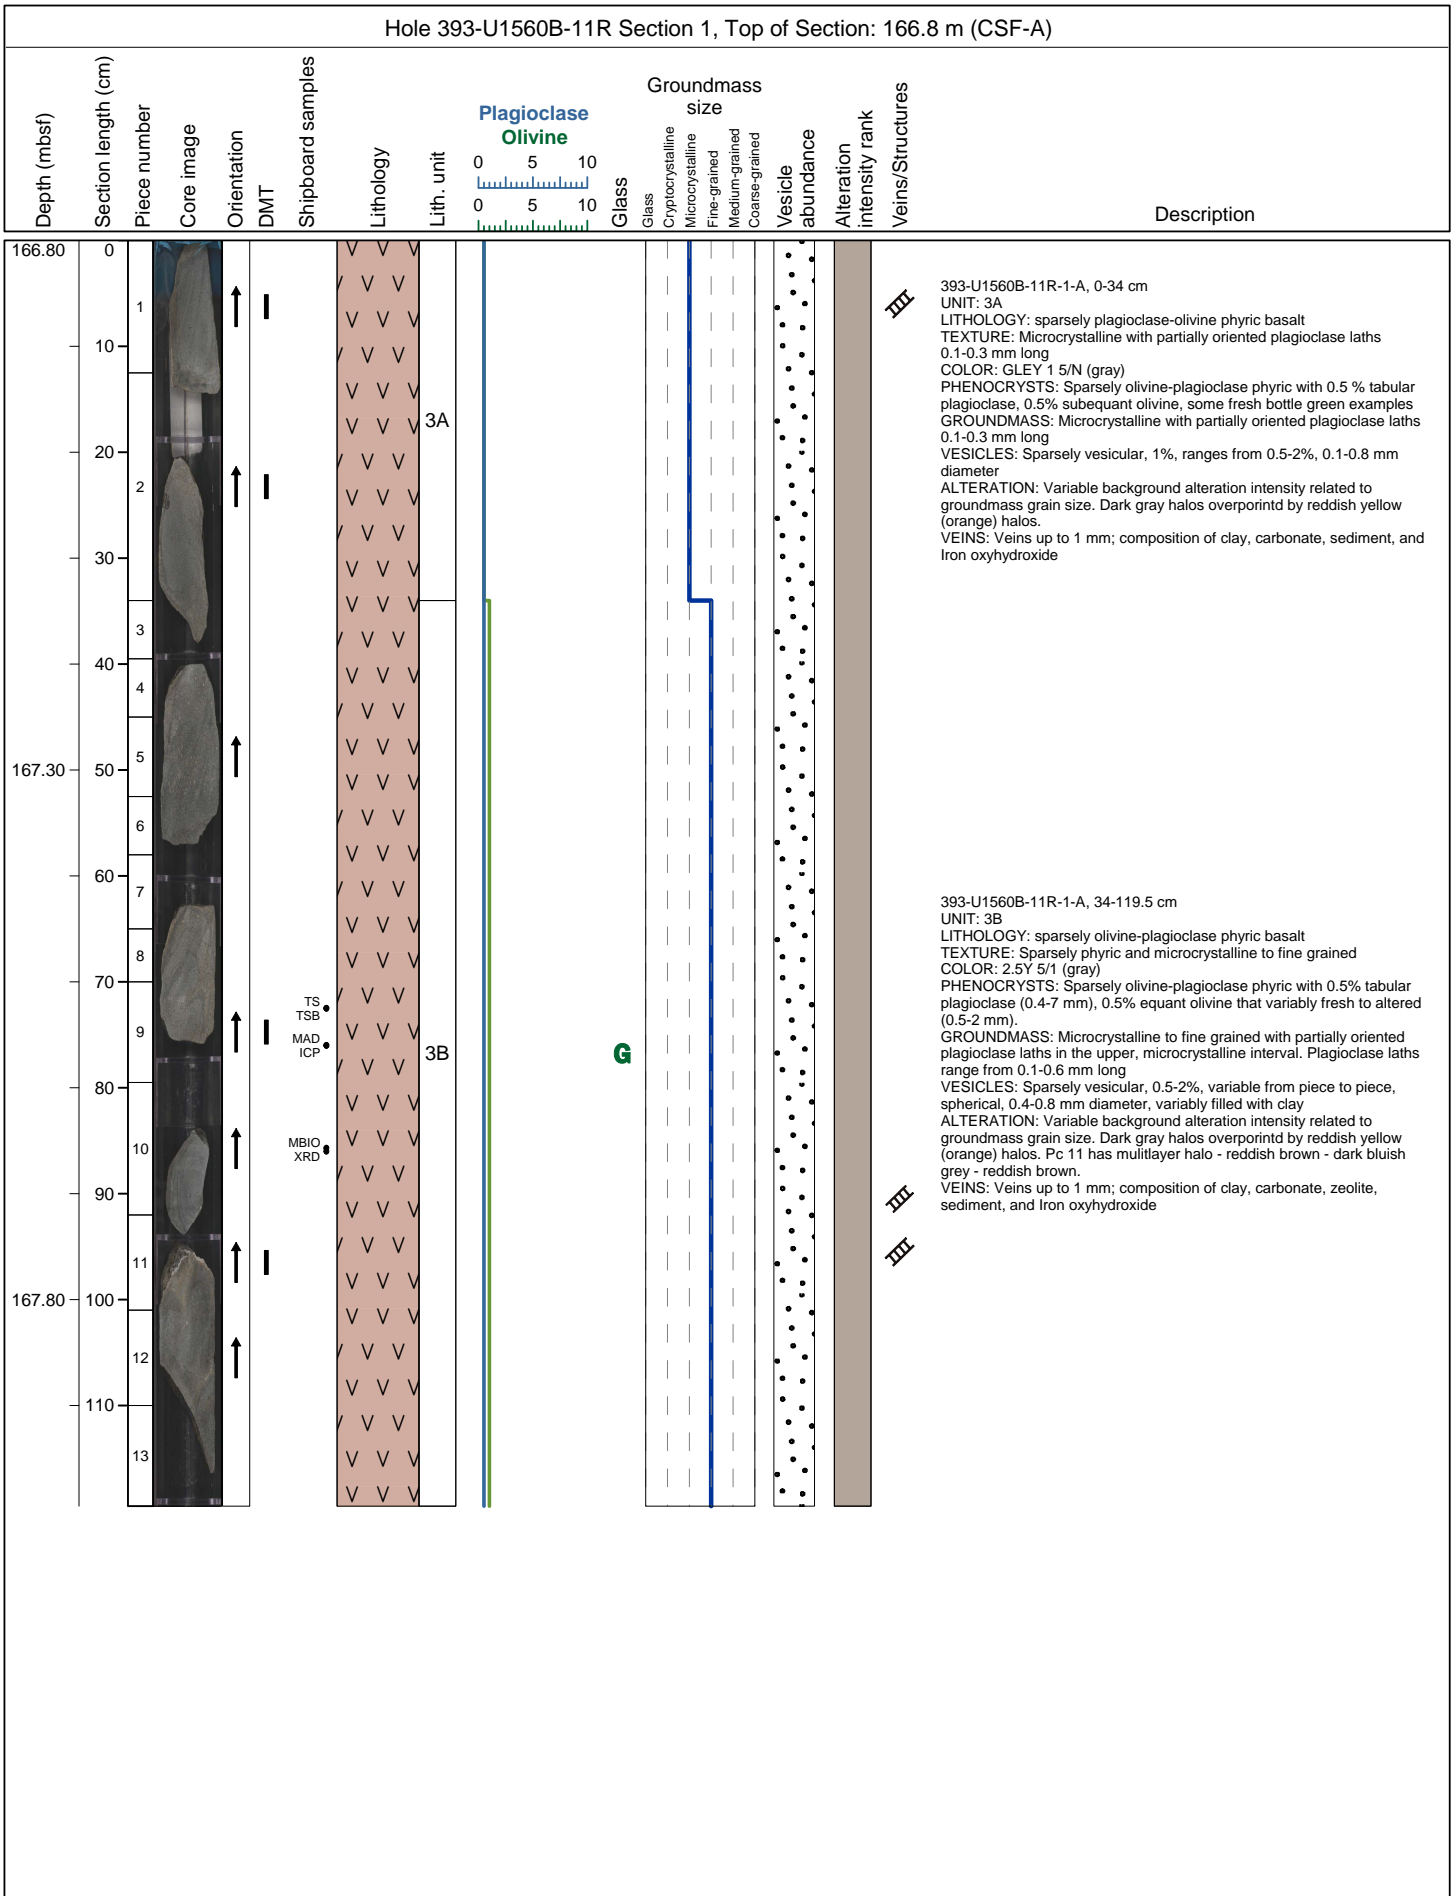 Hole 393-U1560B-11R Section 1, Top of Section: 166.8 m (CSF-A)
Depth (mbsf)
Section length (cm)
Piece number
Core image
Orientation
DMT
Shipboard samples
Lithology
Lith. unit
Plagioclase
Olivine
0 5 10
0 5 10
Glass
Groundmass
size
Glass
Cryptocrystalline
Microcrystalline
Fine-grained
Medium-grained
Coarse-grained
Vesicle
abundance
Alteration
intensity rank
Veins/Structures
Description
166.80
167.30
167.80
0
10
20
30
40
50
60
70
80
90
100
110
1
2
3
4
5
6
7
8
9
10
11
12
13
TS
TSB
MAD
ICP
MBIO
XRD
3A
3B
G
393-U1560B-11R-1-A, 0-34 cm
UNIT: 3A
LITHOLOGY: sparsely plagioclase-olivine phyric basalt
TEXTURE: Microcrystalline with partially oriented plagioclase laths
0.1-0.3 mm long
COLOR: GLEY 1 5/N (gray)
PHENOCRYSTS: Sparsely olivine-plagioclase phyric with 0.5 % tabular
plagioclase, 0.5% subequant olivine, some fresh bottle green examples
GROUNDMASS: Microcrystalline with partially oriented plagioclase laths
0.1-0.3 mm long
VESICLES: Sparsely vesicular, 1%, ranges from 0.5-2%, 0.1-0.8 mm
diameter
ALTERATION: Variable background alteration intensity related to
groundmass grain size. Dark gray halos overporintd by reddish yellow
(orange) halos.
VEINS: Veins up to 1 mm; composition of clay, carbonate, sediment, and
Iron oxyhydroxide
393-U1560B-11R-1-A, 34-119.5 cm
UNIT: 3B
LITHOLOGY: sparsely olivine-plagioclase phyric basalt
TEXTURE: Sparsely phyric and microcrystalline to fine grained
COLOR: 2.5Y 5/1 (gray)
PHENOCRYSTS: Sparsely olivine-plagioclase phyric with 0.5% tabular
plagioclase (0.4-7 mm), 0.5% equant olivine that variably fresh to altered
(0.5-2 mm).
GROUNDMASS: Microcrystalline to fine grained with partially oriented
plagioclase laths in the upper, microcrystalline interval. Plagioclase laths
range from 0.1-0.6 mm long
VESICLES: Sparsely vesicular, 0.5-2%, variable from piece to piece,
spherical, 0.4-0.8 mm diameter, variably filled with clay
ALTERATION: Variable background alteration intensity related to
groundmass grain size. Dark gray halos overporintd by reddish yellow
(orange) halos. Pc 11 has mulitlayer halo - reddish brown - dark bluish
grey - reddish brown.
VEINS: Veins up to 1 mm; composition of clay, carbonate, zeolite,
sediment, and Iron oxyhydroxide